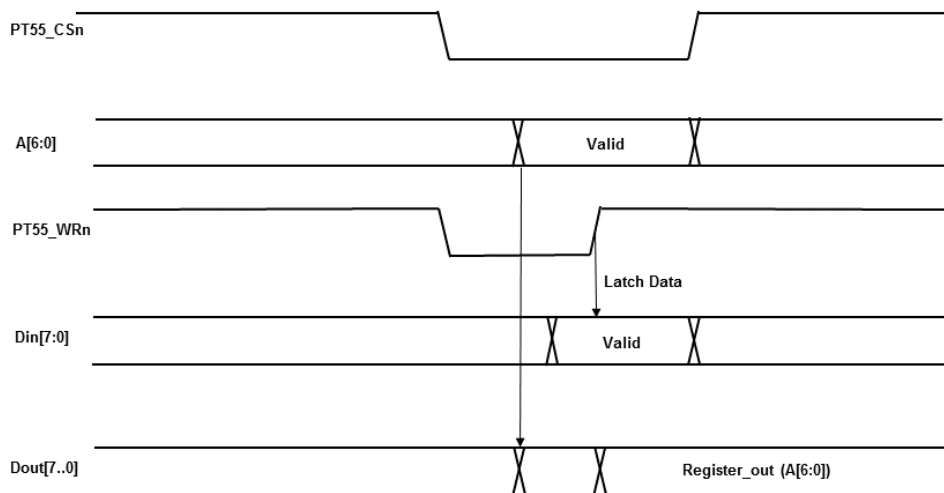 PT55_CSn
A[6:0]
Valid
PT55_WRn
Latch Data
Din[7:0]
Valid
Dout[7..0]
Register_out (A[6:0])